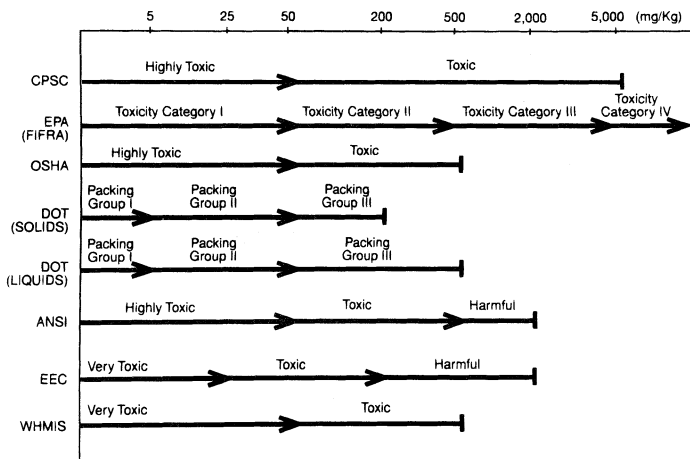 5 25 50 200 500 2,000 5,000 (mg/Kg)
Highly Toxic Toxic
CPSC
Toxicity
Toxicity Category I Toxicity Category II Toxicity Category III Category IV
EPA
(FIFRA)
Highly Toxic Toxic
OSHA
Packing Packing Packing
Group I Group II Group III
DOT
(SOLIDS)
Packing Packing Packing
Group I Group II Group III
DOT
(LIQUIDS)
Highly Toxic Toxic Harmful
ANSI
Very Toxic Toxic Harmful
EEC
Very Toxic Toxic
WHMIS